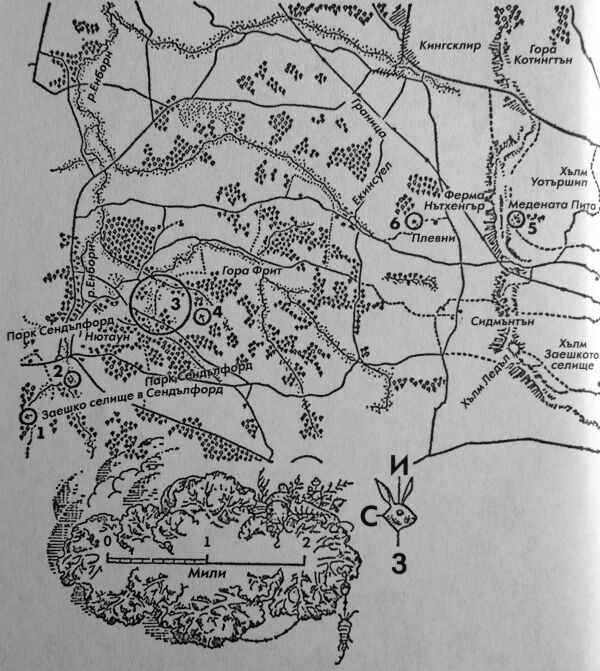 Кингсклир
Гора
Котингтън
р.Енборн
Граница
Екинсуел
Хълм
Уотършип
Ферма
Нътхенгър
Медената Пита
6
5
Плевни
р.Енборн
Гора Фрит
3
4
Парк Сендълфорд
Нютаун
Сидмънтън
Хълм
Заешкото
селище
Хълм Ледъ
2
Парк Сендълфорд
Заешко селище в Сендълфорд
1
И
С
З
0
1
2
Мили